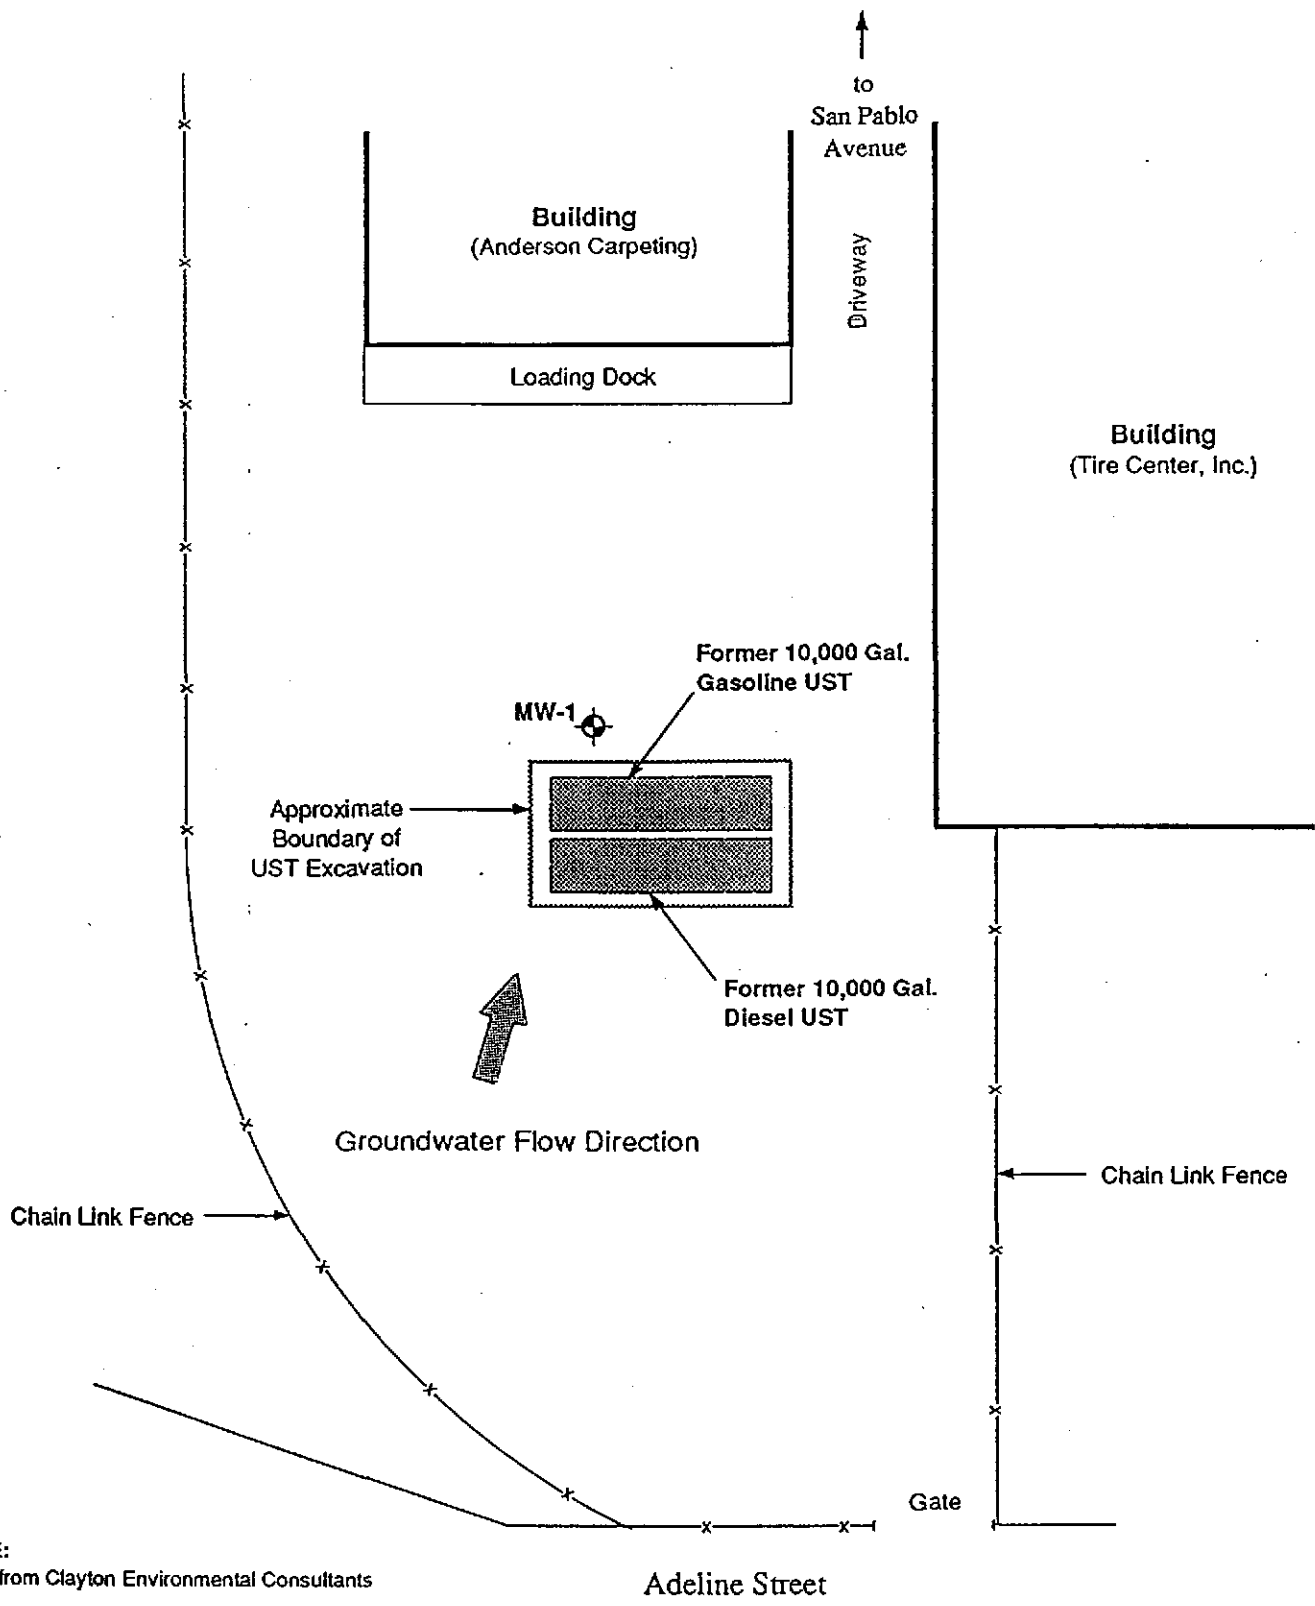 to
San Pablo
Avenue
Driveway
Building
(Anderson Carpeting)
Loading Dock
Building
(Tire Center, Inc.)
Former 10,000 Gal.
Gasoline UST
MW-1
Approximate
Boundary of
UST Excavation
Former 10,000 Gal.
Diesel UST
Groundwater Flow Direction
Chain Link Fence
Chain Link Fence
Gate
from Clayton Environmental Consultants
Adeline Street